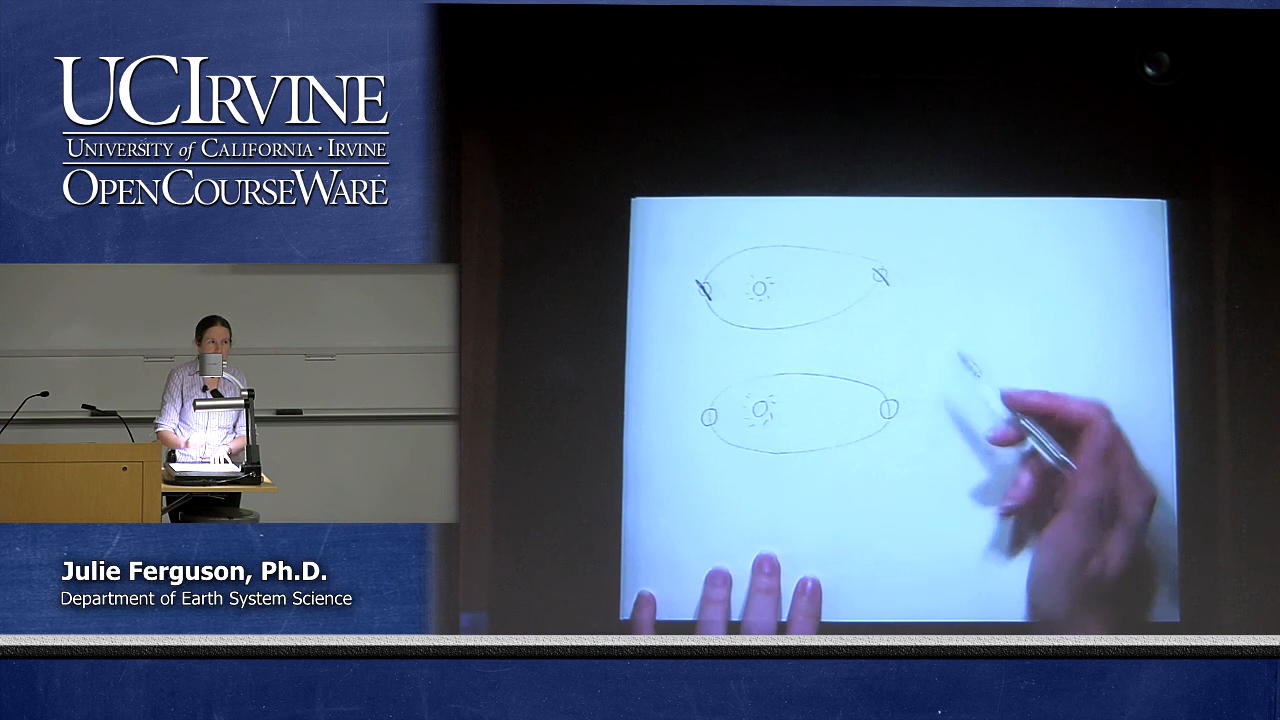 UCIRVINE
UNIVERSITY of CALIFORNIA · IRVINE
OPENCOURSEWARE
Julie Ferguson, Ph.D.
Department of Earth System Science